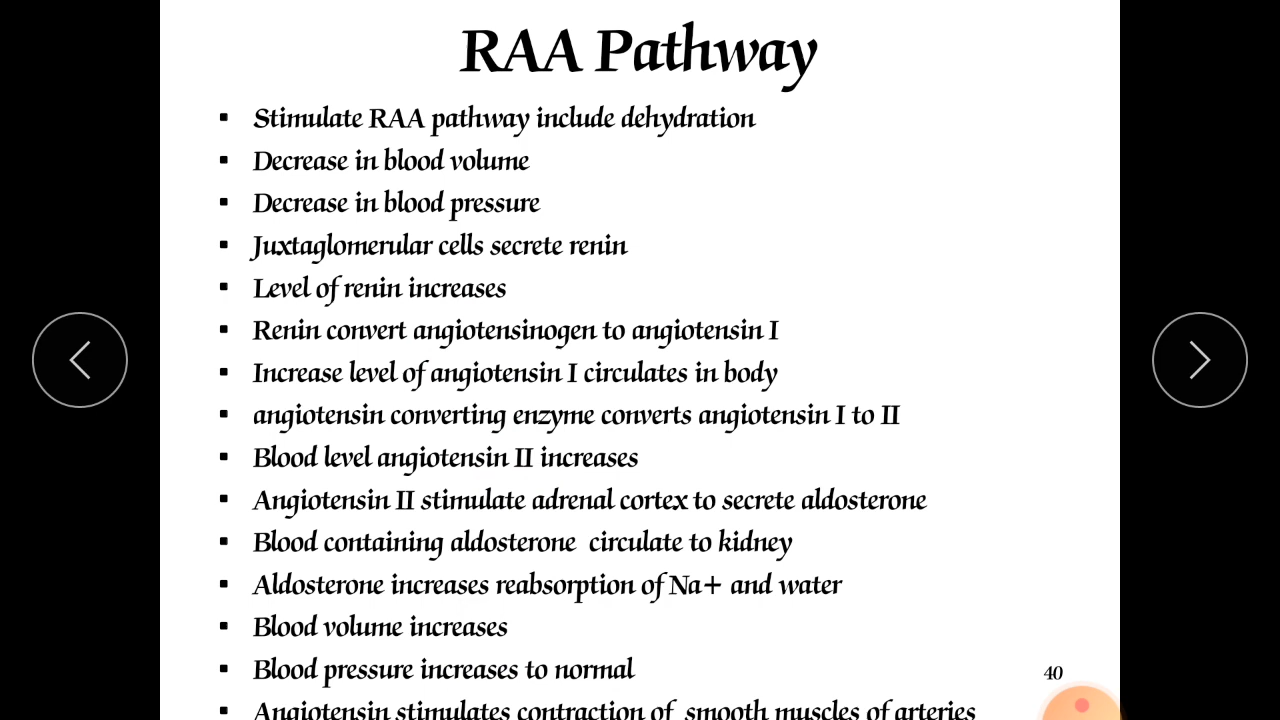 RAA Pathway
▪ Stimulate RAA pathway include dehydration
▪ Decrease in blood volume
▪ Decrease in blood pressure
▪ Juxtaglomerular cells secrete renin
▪ Level of renin increases
▪ Renin convert angiotensinogen to angiotensin I
▪ Increase level of angiotensin I circulates in body
▪ angiotensin converting enzyme converts angiotensin I to II
▪ Blood level angiotensin II increases
▪ Angiotensin II stimulate adrenal cortex to secrete aldosterone
▪ Blood containing aldosterone circulate to kidney
▪ Aldosterone increases reabsorption of Na+ and water
▪ Blood volume increases
▪ Blood pressure increases to normal
40
▪ Angiotensin stimulates contraction of smooth muscles of arteries